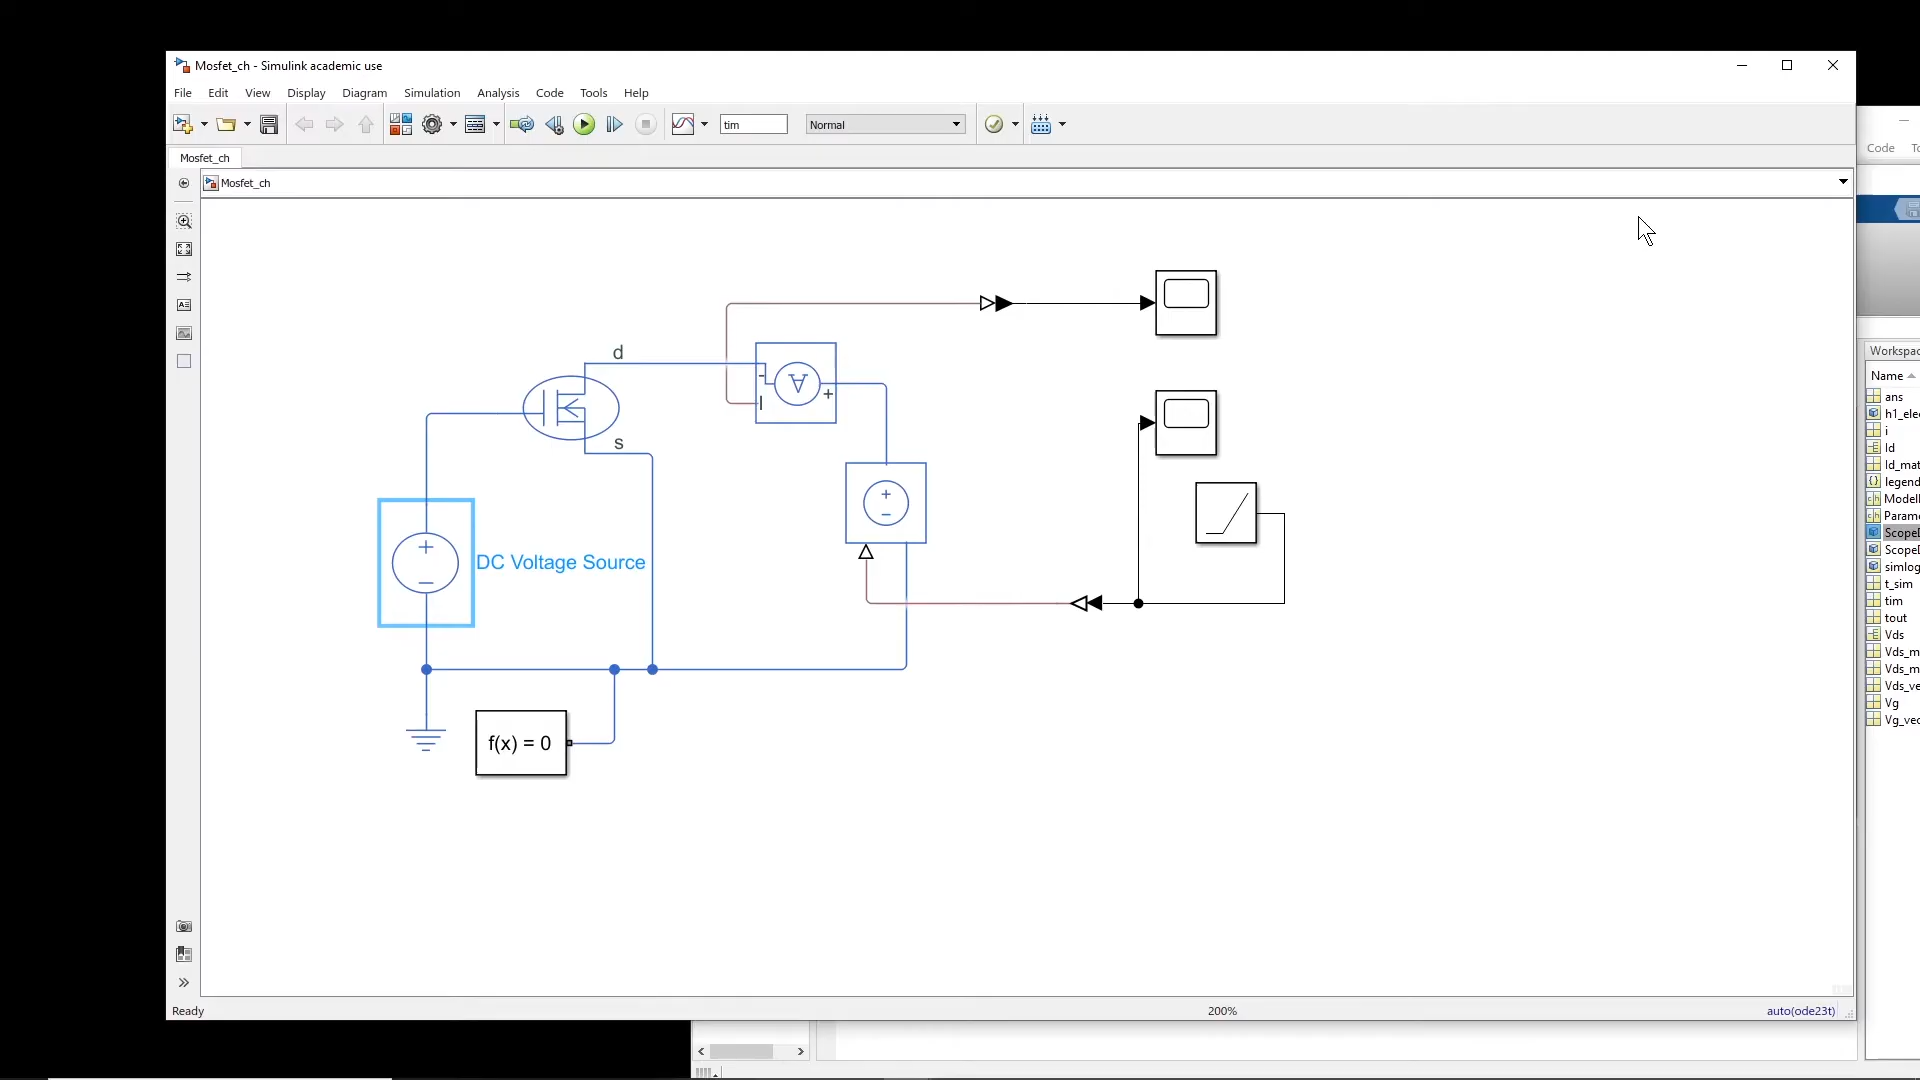 Mosfet_ch - Simulink academic use
File Edit View Display Diagram Simulation Analysis Code Tools Help
tim Normal
Mosfet_ch
Mosfet_ch
Code
Workspac
Name
ans
h1_ele
i
Id
Id_mat
legend
Modell
Param
Scope
Scope
simlog
t_sim
tim
tout
Vds
Vds_m
Vds_m
Vds_ve
Vg
Vg_vec
d
s
A
- +
I
+
−
+
−
DC Voltage Source
f(x) = 0
Ready 200% auto(ode23t)